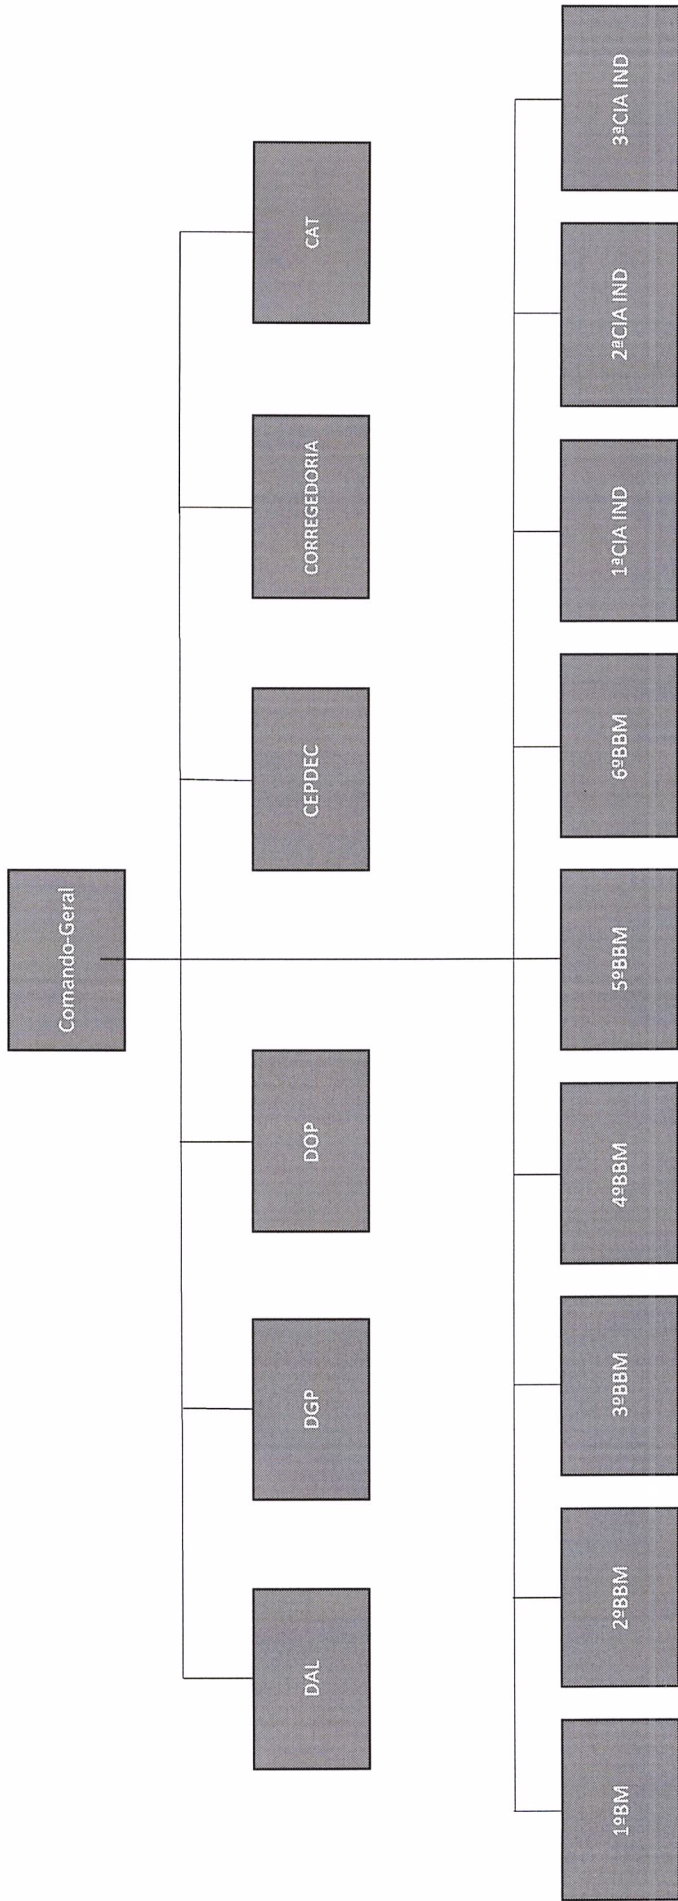 Comando-Geral
DAL
DGP
DOP
CEPDEC
CORREGEDORIA
CAT
1ºBM
2ºBBM
3ºBBM
4ºBBM
5ºBBM
6ºBBM
1ªCIA IND
2ªCIA IND
3ªCIA IND